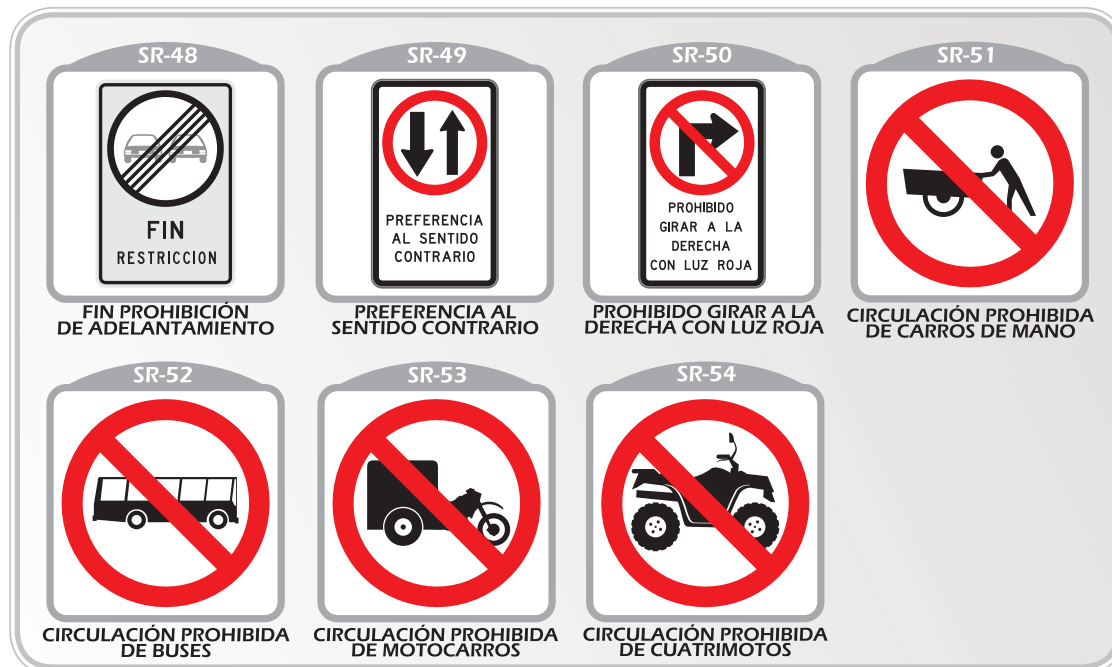 SR-48
FIN
RESTRICCION
FIN PROHIBICIÓN
DE ADELANTAMIENTO
SR-49
PREFERENCIA
AL SENTIDO
CONTRARIO
PREFERENCIA AL
SENTIDO CONTRARIO
SR-50
PROHIBIDO
GIRAR A LA
DERECHA
CON LUZ ROJA
PROHIBIDO GIRAR A LA
DERECHA CON LUZ ROJA
SR-51
CIRCULACIÓN PROHIBIDA
DE CARROS DE MANO
SR-52
CIRCULACIÓN PROHIBIDA
DE BUSES
SR-53
CIRCULACIÓN PROHIBIDA
DE MOTOCARROS
SR-54
CIRCULACIÓN PROHIBIDA
DE CUATRIMOTOS